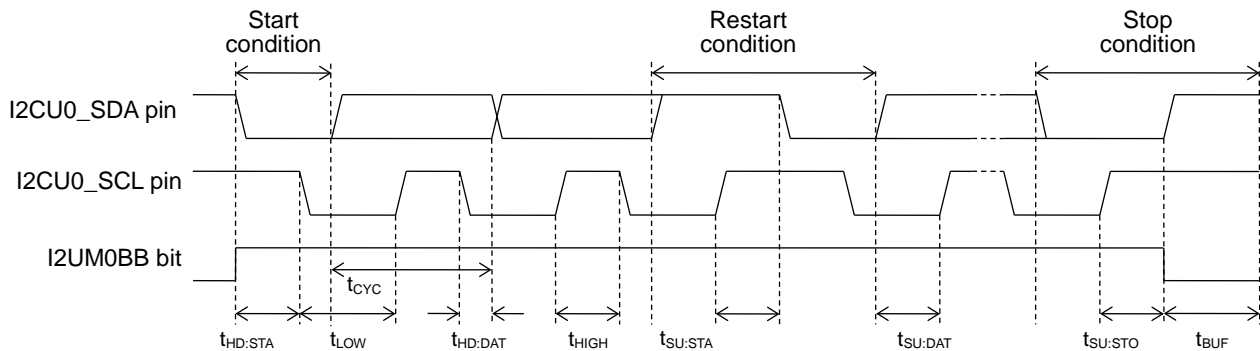 Start
condition
Restart
condition
Stop
condition
I2CU0_SDA pin
I2CU0_SCL pin
I2UM0BB bit
tCYC
tHD:STA
tLOW
tHD:DAT
tHIGH
tSU:STA
tSU:DAT
tSU:STO
tBUF